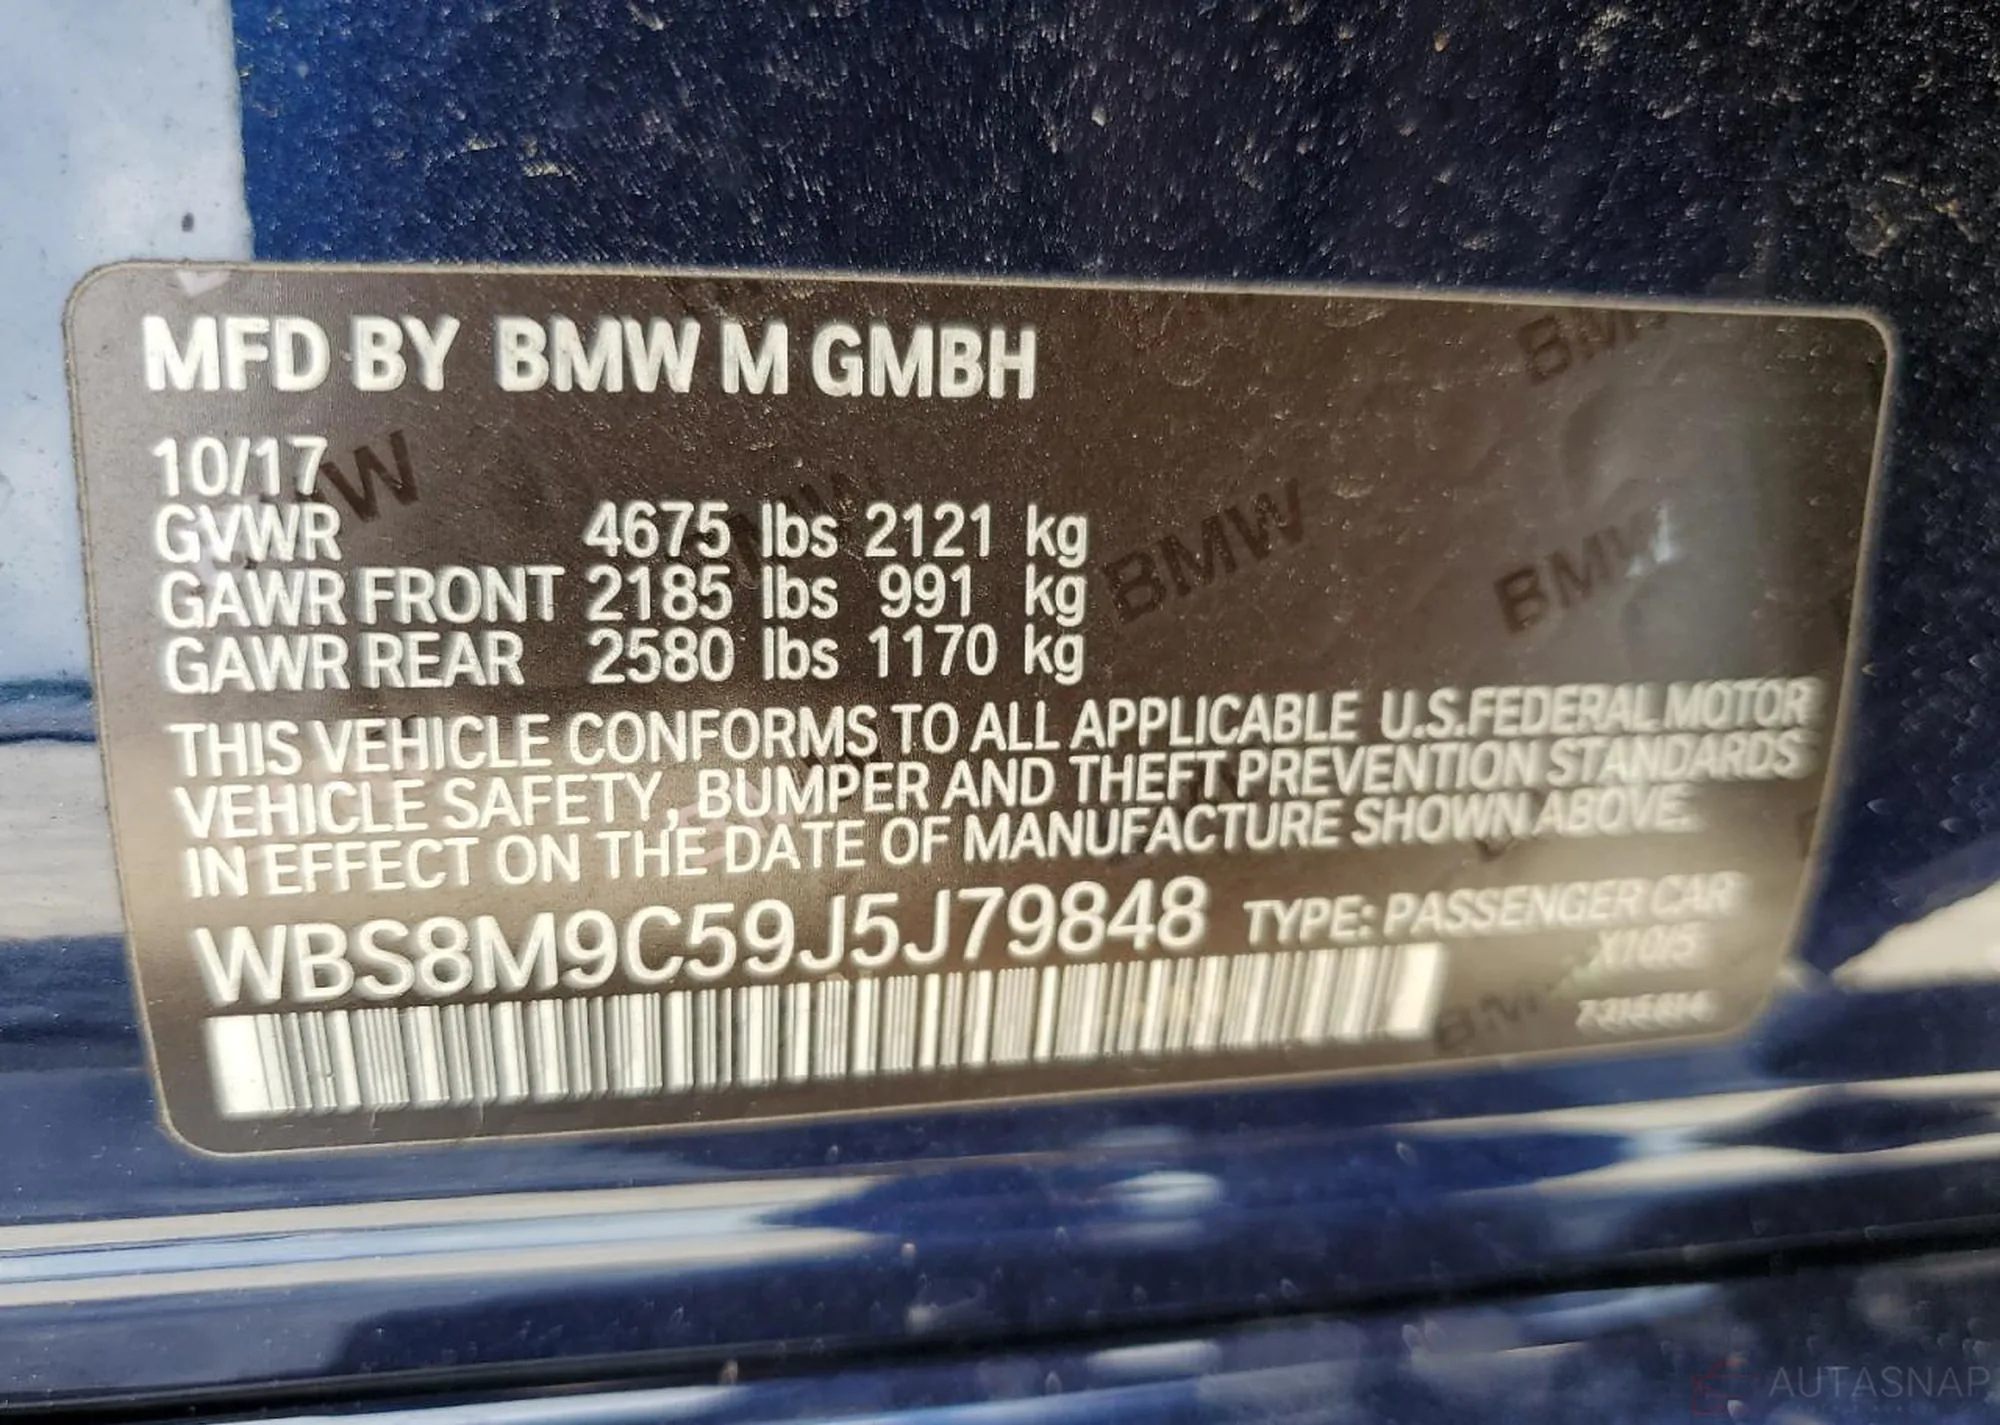 MFD BY BMW M GMBH
10/17
GVWR 4675 lbs 2121 kg
GAWR FRONT 2185 lbs 991 kg
GAWR REAR 2580 lbs 1170 kg
THIS VEHICLE CONFORMS TO ALL APPLICABLE U.S.FEDERAL MOTOR
VEHICLE SAFETY, BUMPER AND THEFT PREVENTION STANDARDS
IN EFFECT ON THE DATE OF MANUFACTURE SHOWN ABOVE.
WBS8M9C59J5J79848 TYPE: PASSENGER CAR
X10/5
AUTASNAP